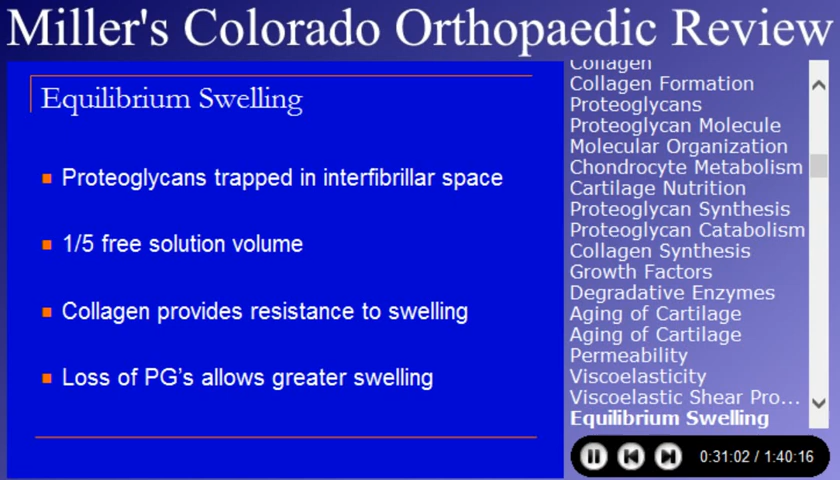 Miller's Colorado Orthopaedic Review
Equilibrium Swelling
Proteoglycans trapped in interfibrillar space
1/5 free solution volume
Collagen provides resistance to swelling
Loss of PG's allows greater swelling
Collagen
Collagen Formation
Proteoglycans
Proteoglycan Molecule
Molecular Organization
Chondrocyte Metabolism
Cartilage Nutrition
Proteoglycan Synthesis
Proteoglycan Catabolism
Collagen Synthesis
Growth Factors
Degradative Enzymes
Aging of Cartilage
Aging of Cartilage
Permeability
Viscoelasticity
Viscoelastic Shear Pro...
Equilibrium Swelling
0:31:02 / 1:40:16